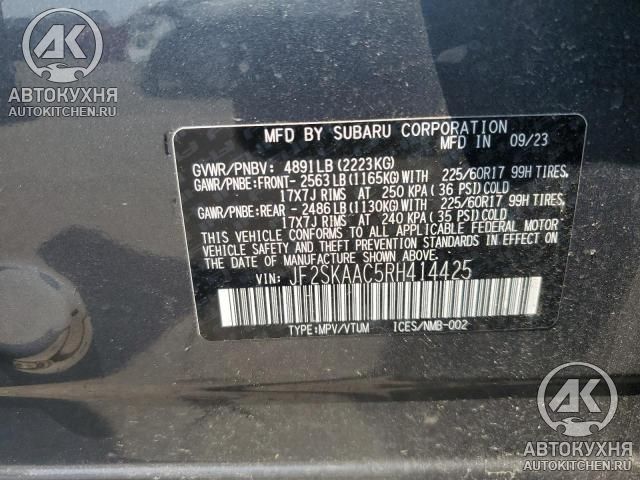 AK
АВТОКУХНЯ
AUTOKITCHEN.RU
MFD BY SUBARU CORPORATION
MFD IN 09/23
GVWR/PNBV: 4891LB(2223KG)
GAWR/PNBE:FRONT-2563LB(1165KG)WITH 225/60R17 99H TIRES,
17X7J RIMS AT 250 KPA(36 PSI)COLD
GAWR/PNBE:REAR -2486LB(1130KG)WITH 225/60R17 99H TIRES,
17X7J RIMS AT 240 KPA(35 PSI)COLD
THIS VEHICLE CONFORMS TO ALL APPLICABLE FEDERAL MOTOR
VEHICLE SAFETY AND THEFT PREVENTION STANDARDS IN EFFECT
ON THE DATE OF MANUFACTURE SHOWN ABOVE.
VIN: JF2SKAAC5RH414425
TYPE:MPV/VTUM ICES/NMB-002
AK
АВТОКУХНЯ
AUTOKITCHEN.RU